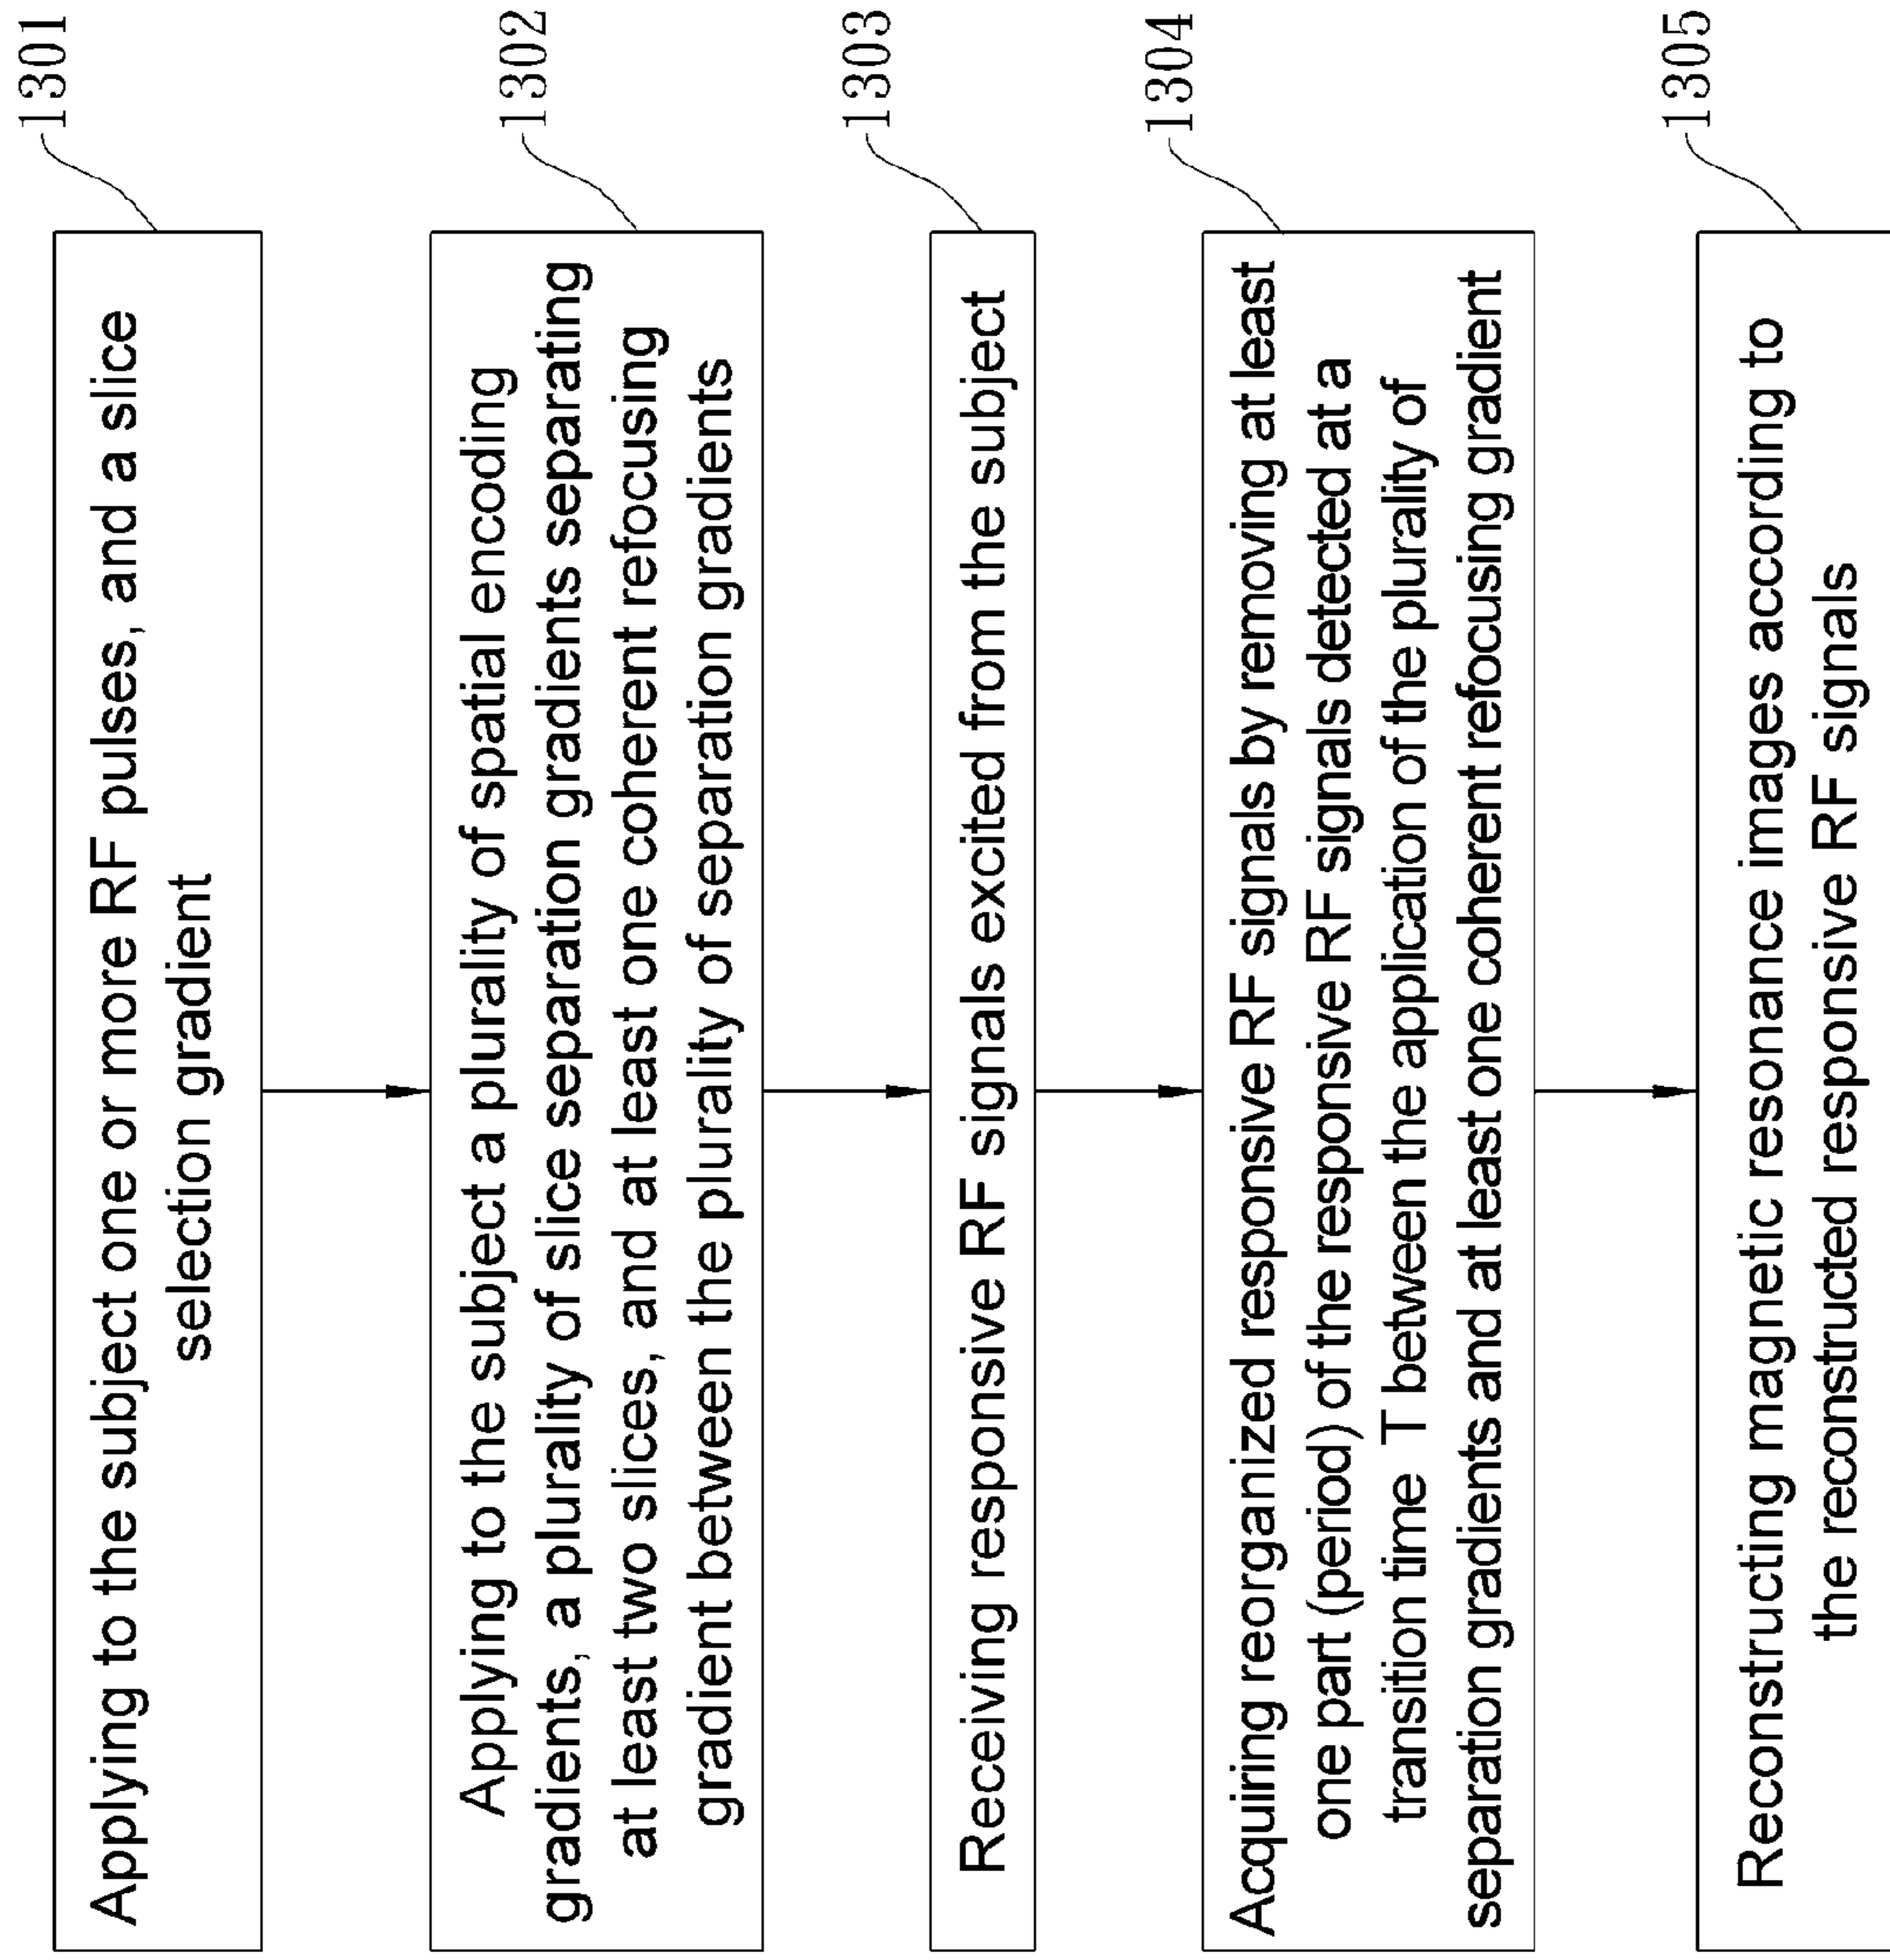 1301
Applying to the subject one or more RF pulses, and a slice
selection gradient
1302
Applying to the subject a plurality of spatial encoding
gradients, a plurality of slice separation gradients separating
at least two slices, and at least one coherent refocusing
gradient between the plurality of separation gradients
1303
Receiving responsive RF signals excited from the subject
1304
Acquiring reorganized responsive RF signals by removing at least
one part (period) of the responsive RF signals detected at a
transition time T between the application of the plurality of
separation gradients and at least one coherent refocusing gradient
1305
Reconstructing magnetic resonance images according to
the reconstructed responsive RF signals